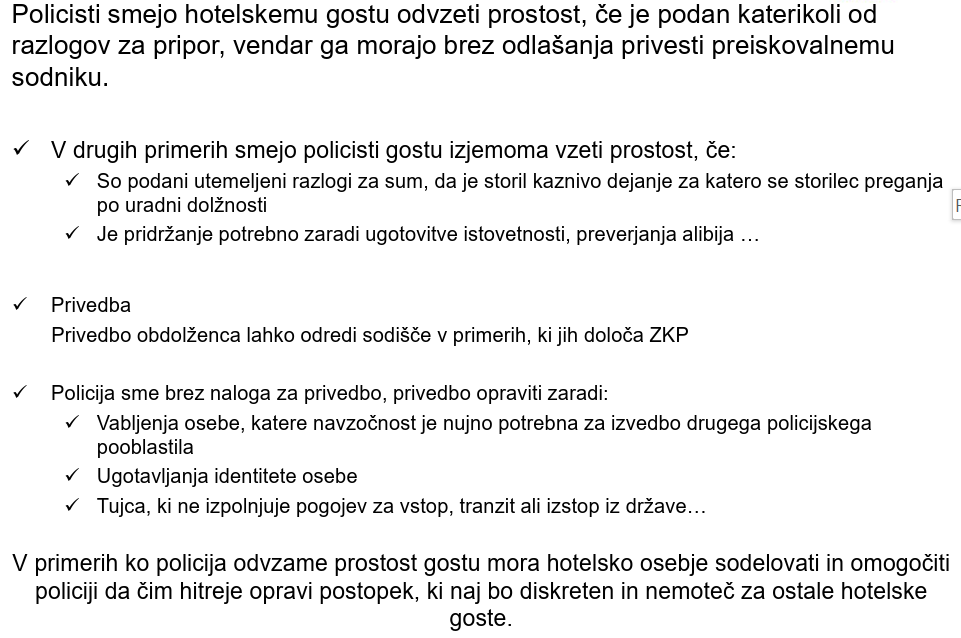 Policisti smejo hotelskemu gostu odvzeti prostost, če je podan katerikoli od
razlogov za pripor, vendar ga morajo brez odlašanja privesti preiskovalnemu
sodniku.
✓ V drugih primerih smejo policisti gostu izjemoma vzeti prostost, če:
✓ So podani utemeljeni razlogi za sum, da je storil kaznivo dejanje za katero se storilec preganja
po uradni dolžnosti
✓ Je pridržanje potrebno zaradi ugotovitve istovetnosti, preverjanja alibija …
✓ Privedba
Privedbo obdolženca lahko odredi sodišče v primerih, ki jih določa ZKP
✓ Policija sme brez naloga za privedbo, privedbo opraviti zaradi:
✓ Vabljenja osebe, katere navzočnost je nujno potrebna za izvedbo drugega policijskega
pooblastila
✓ Ugotavljanja identitete osebe
✓ Tujca, ki ne izpolnjuje pogojev za vstop, tranzit ali izstop iz države…
V primerih ko policija odvzame prostost gostu mora hotelsko osebje sodelovati in omogočiti
policiji da čim hitreje opravi postopek, ki naj bo diskreten in nemoteč za ostale hotelske
goste.